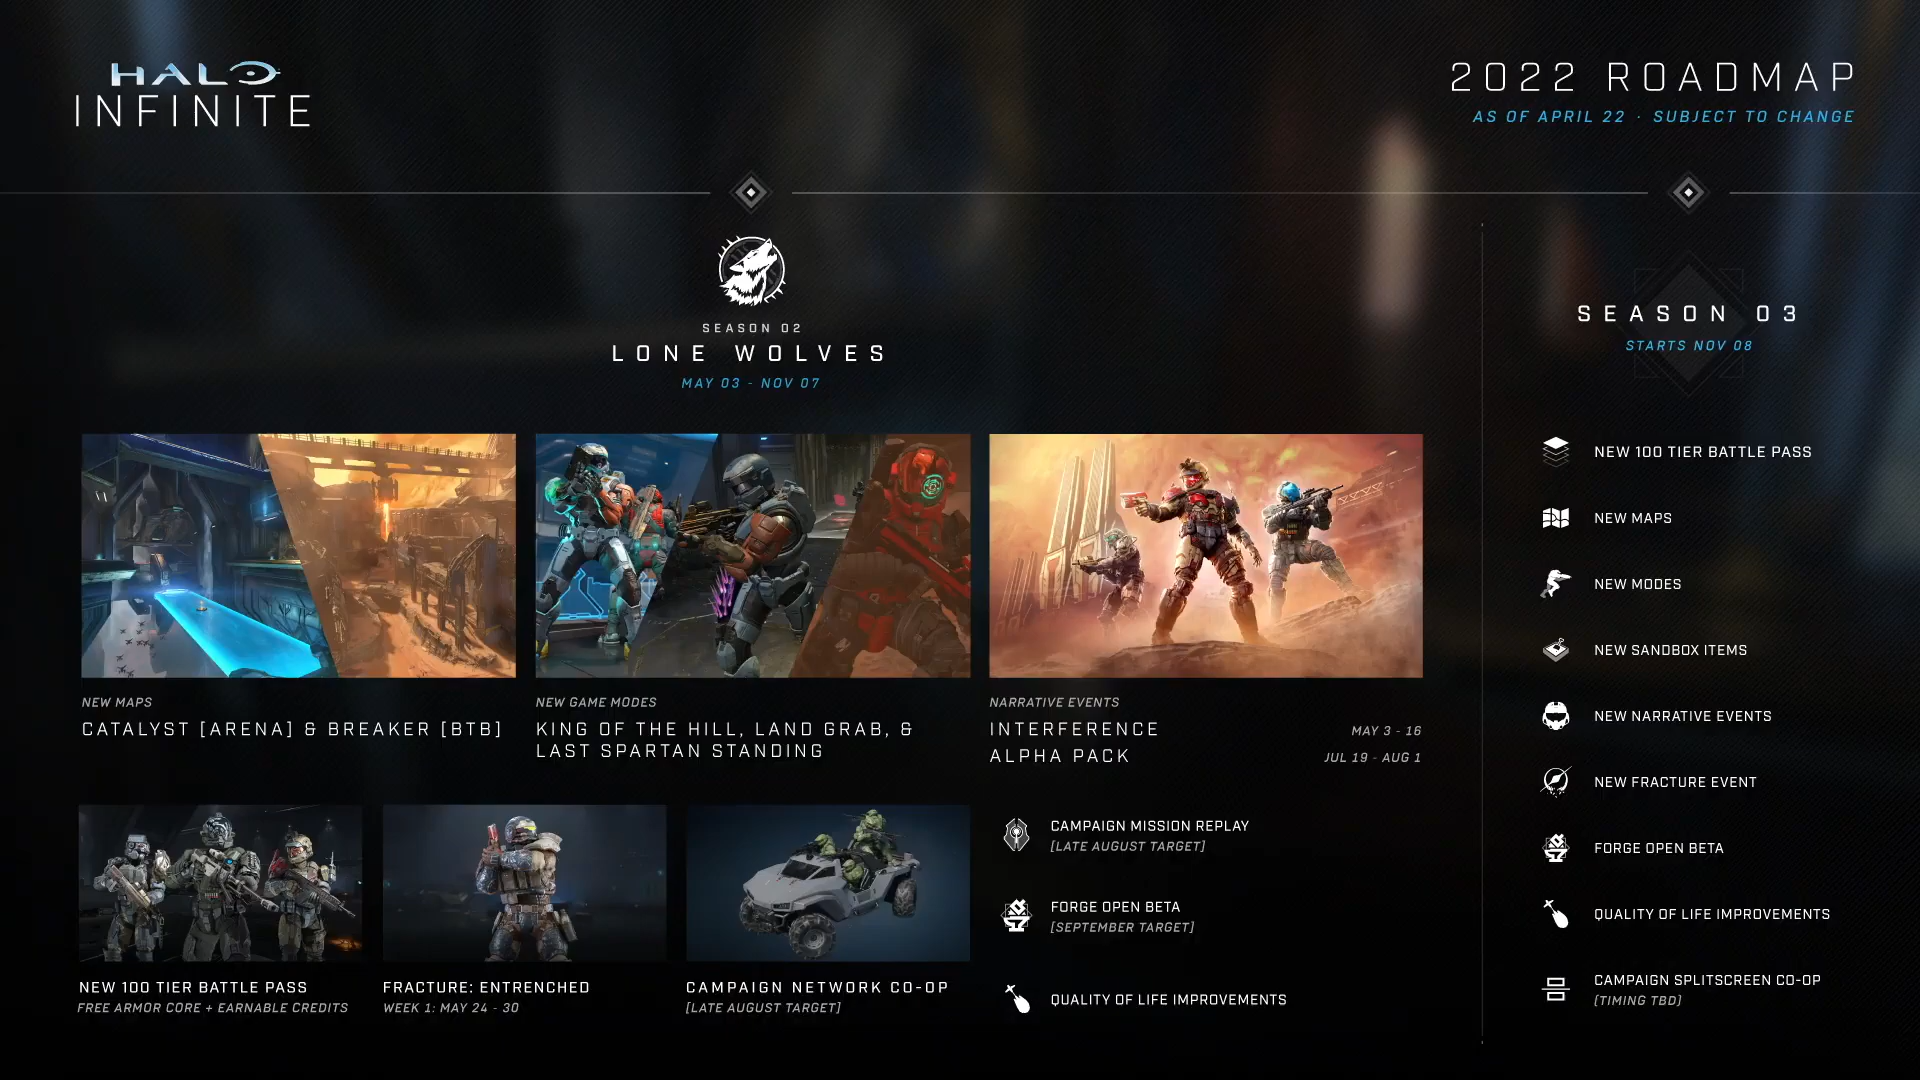 HALO
INFINITE
2022 ROADMAP
AS OF APRIL 22 · SUBJECT TO CHANGE
SEASON 02
LONE WOLVES
MAY 03 - NOV 07
NEW MAPS
CATALYST [ARENA] & BREAKER [BTB]
NEW GAME MODES
KING OF THE HILL, LAND GRAB, &
LAST SPARTAN STANDING
NARRATIVE EVENTS
INTERFERENCE MAY 3 - 16
ALPHA PACK JUL 19 - AUG 1
NEW 100 TIER BATTLE PASS
FREE ARMOR CORE + EARNABLE CREDITS
FRACTURE: ENTRENCHED
WEEK 1: MAY 24 - 30
CAMPAIGN NETWORK CO-OP
[LATE AUGUST TARGET]
CAMPAIGN MISSION REPLAY
[LATE AUGUST TARGET]
FORGE OPEN BETA
[SEPTEMBER TARGET]
QUALITY OF LIFE IMPROVEMENTS
SEASON 03
STARTS NOV 08
NEW 100 TIER BATTLE PASS
NEW MAPS
NEW MODES
NEW SANDBOX ITEMS
NEW NARRATIVE EVENTS
NEW FRACTURE EVENT
FORGE OPEN BETA
QUALITY OF LIFE IMPROVEMENTS
CAMPAIGN SPLITSCREEN CO-OP
[TIMING TBD]